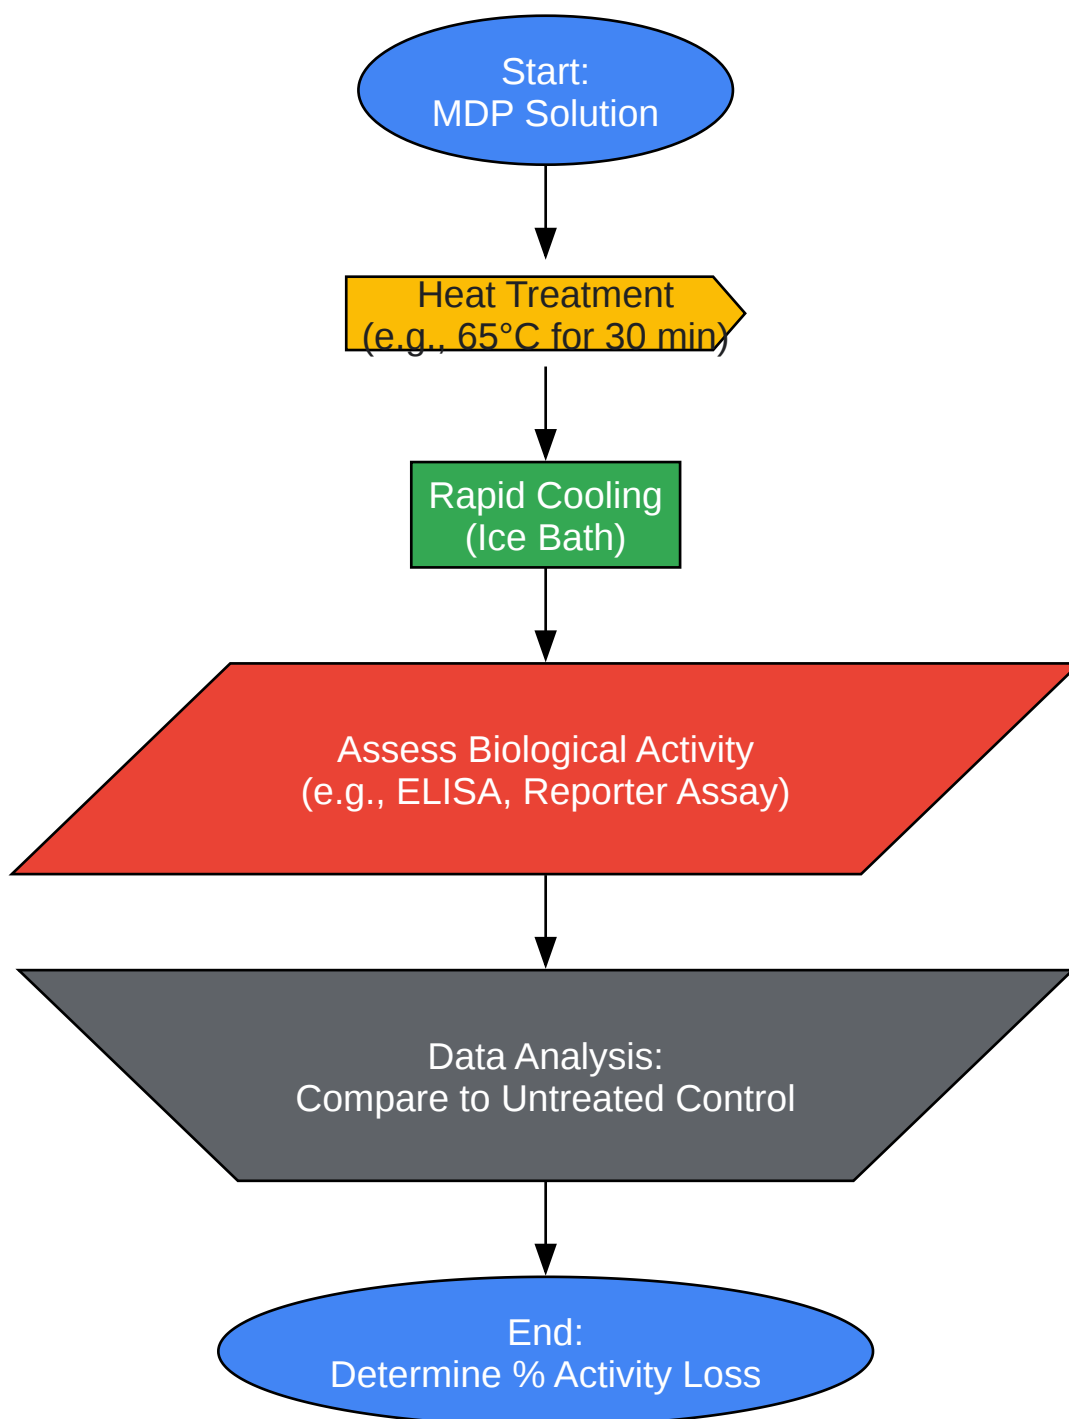 Start:
MDP Solution
Heat Treatment
(e.g., 65°C for 30 min)
Rapid Cooling
(Ice Bath)
Assess Biological Activity
(e.g., ELISA, Reporter Assay)
Data Analysis:
Compare to Untreated Control
End:
Determine % Activity Loss